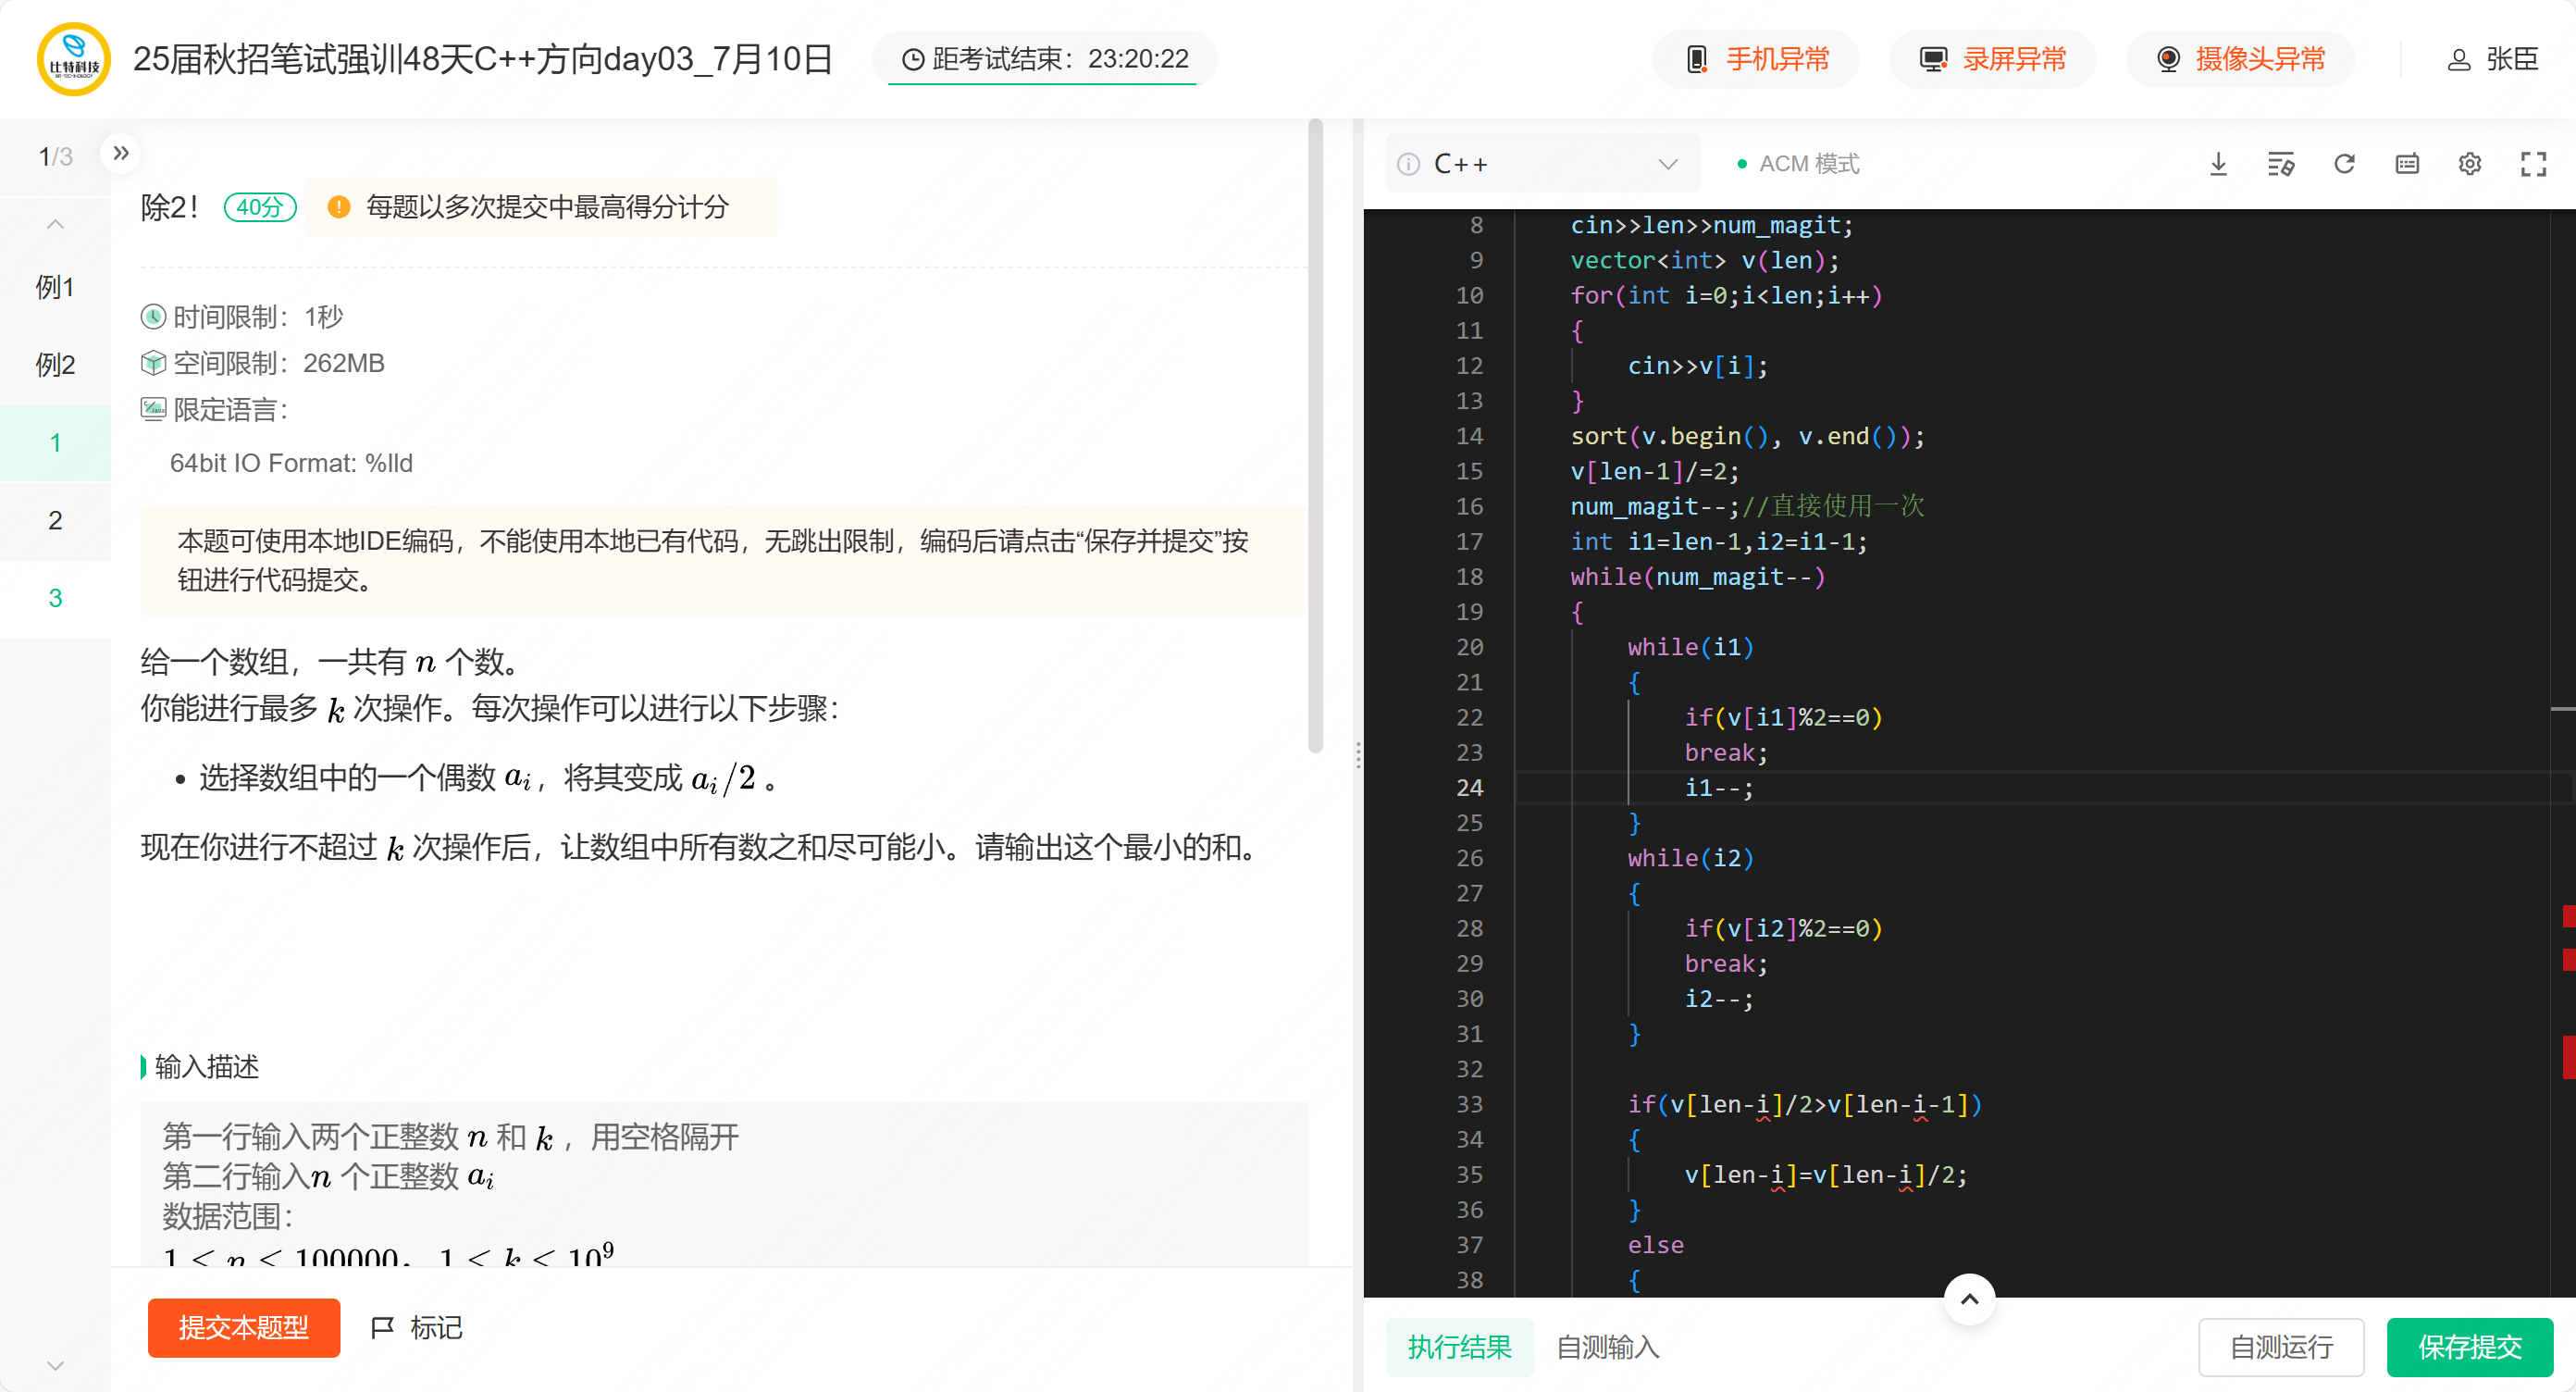 比特科技
25届秋招笔试强训48天C++方向day03_7月10日
距考试结束：23:20:22
手机异常
录屏异常
摄像头异常
张臣
1/3
例1
例2
1
2
3
除2！ 40分 每题以多次提交中最高得分计分
时间限制：1秒
空间限制：262MB
限定语言：
64bit IO Format: %lld
本题可使用本地IDE编码，不能使用本地已有代码，无跳出限制，编码后请点击“保存并提交”按
钮进行代码提交。
给一个数组，一共有 n 个数。
你能进行最多 k 次操作。每次操作可以进行以下步骤：
• 选择数组中的一个偶数 aᵢ，将其变成 aᵢ/2 。
现在你进行不超过 k 次操作后，让数组中所有数之和尽可能小。请输出这个最小的和。
输入描述
第一行输入两个正整数 n 和 k ，用空格隔开
第二行输入n 个正整数 aᵢ
数据范围：
1 ≤ n ≤ 100000， 1 ≤ k ≤ 10⁹
提交本题型
标记
C++
ACM 模式
8 cin>>len>>num_magit;
9 vector<int> v(len);
10 for(int i=0;i<len;i++)
11 {
12 cin>>v[i];
13 }
14 sort(v.begin(), v.end());
15 v[len-1]/=2;
16 num_magit--;//直接使用一次
17 int i1=len-1,i2=i1-1;
18 while(num_magit--)
19 {
20 while(i1)
21 {
22 if(v[i1]%2==0)
23 break;
24 i1--;
25 }
26 while(i2)
27 {
28 if(v[i2]%2==0)
29 break;
30 i2--;
31 }
32
33 if(v[len-i]/2>v[len-i-1])
34 {
35 v[len-i]=v[len-i]/2;
36 }
37 else
38 {
执行结果
自测输入
自测运行
保存提交